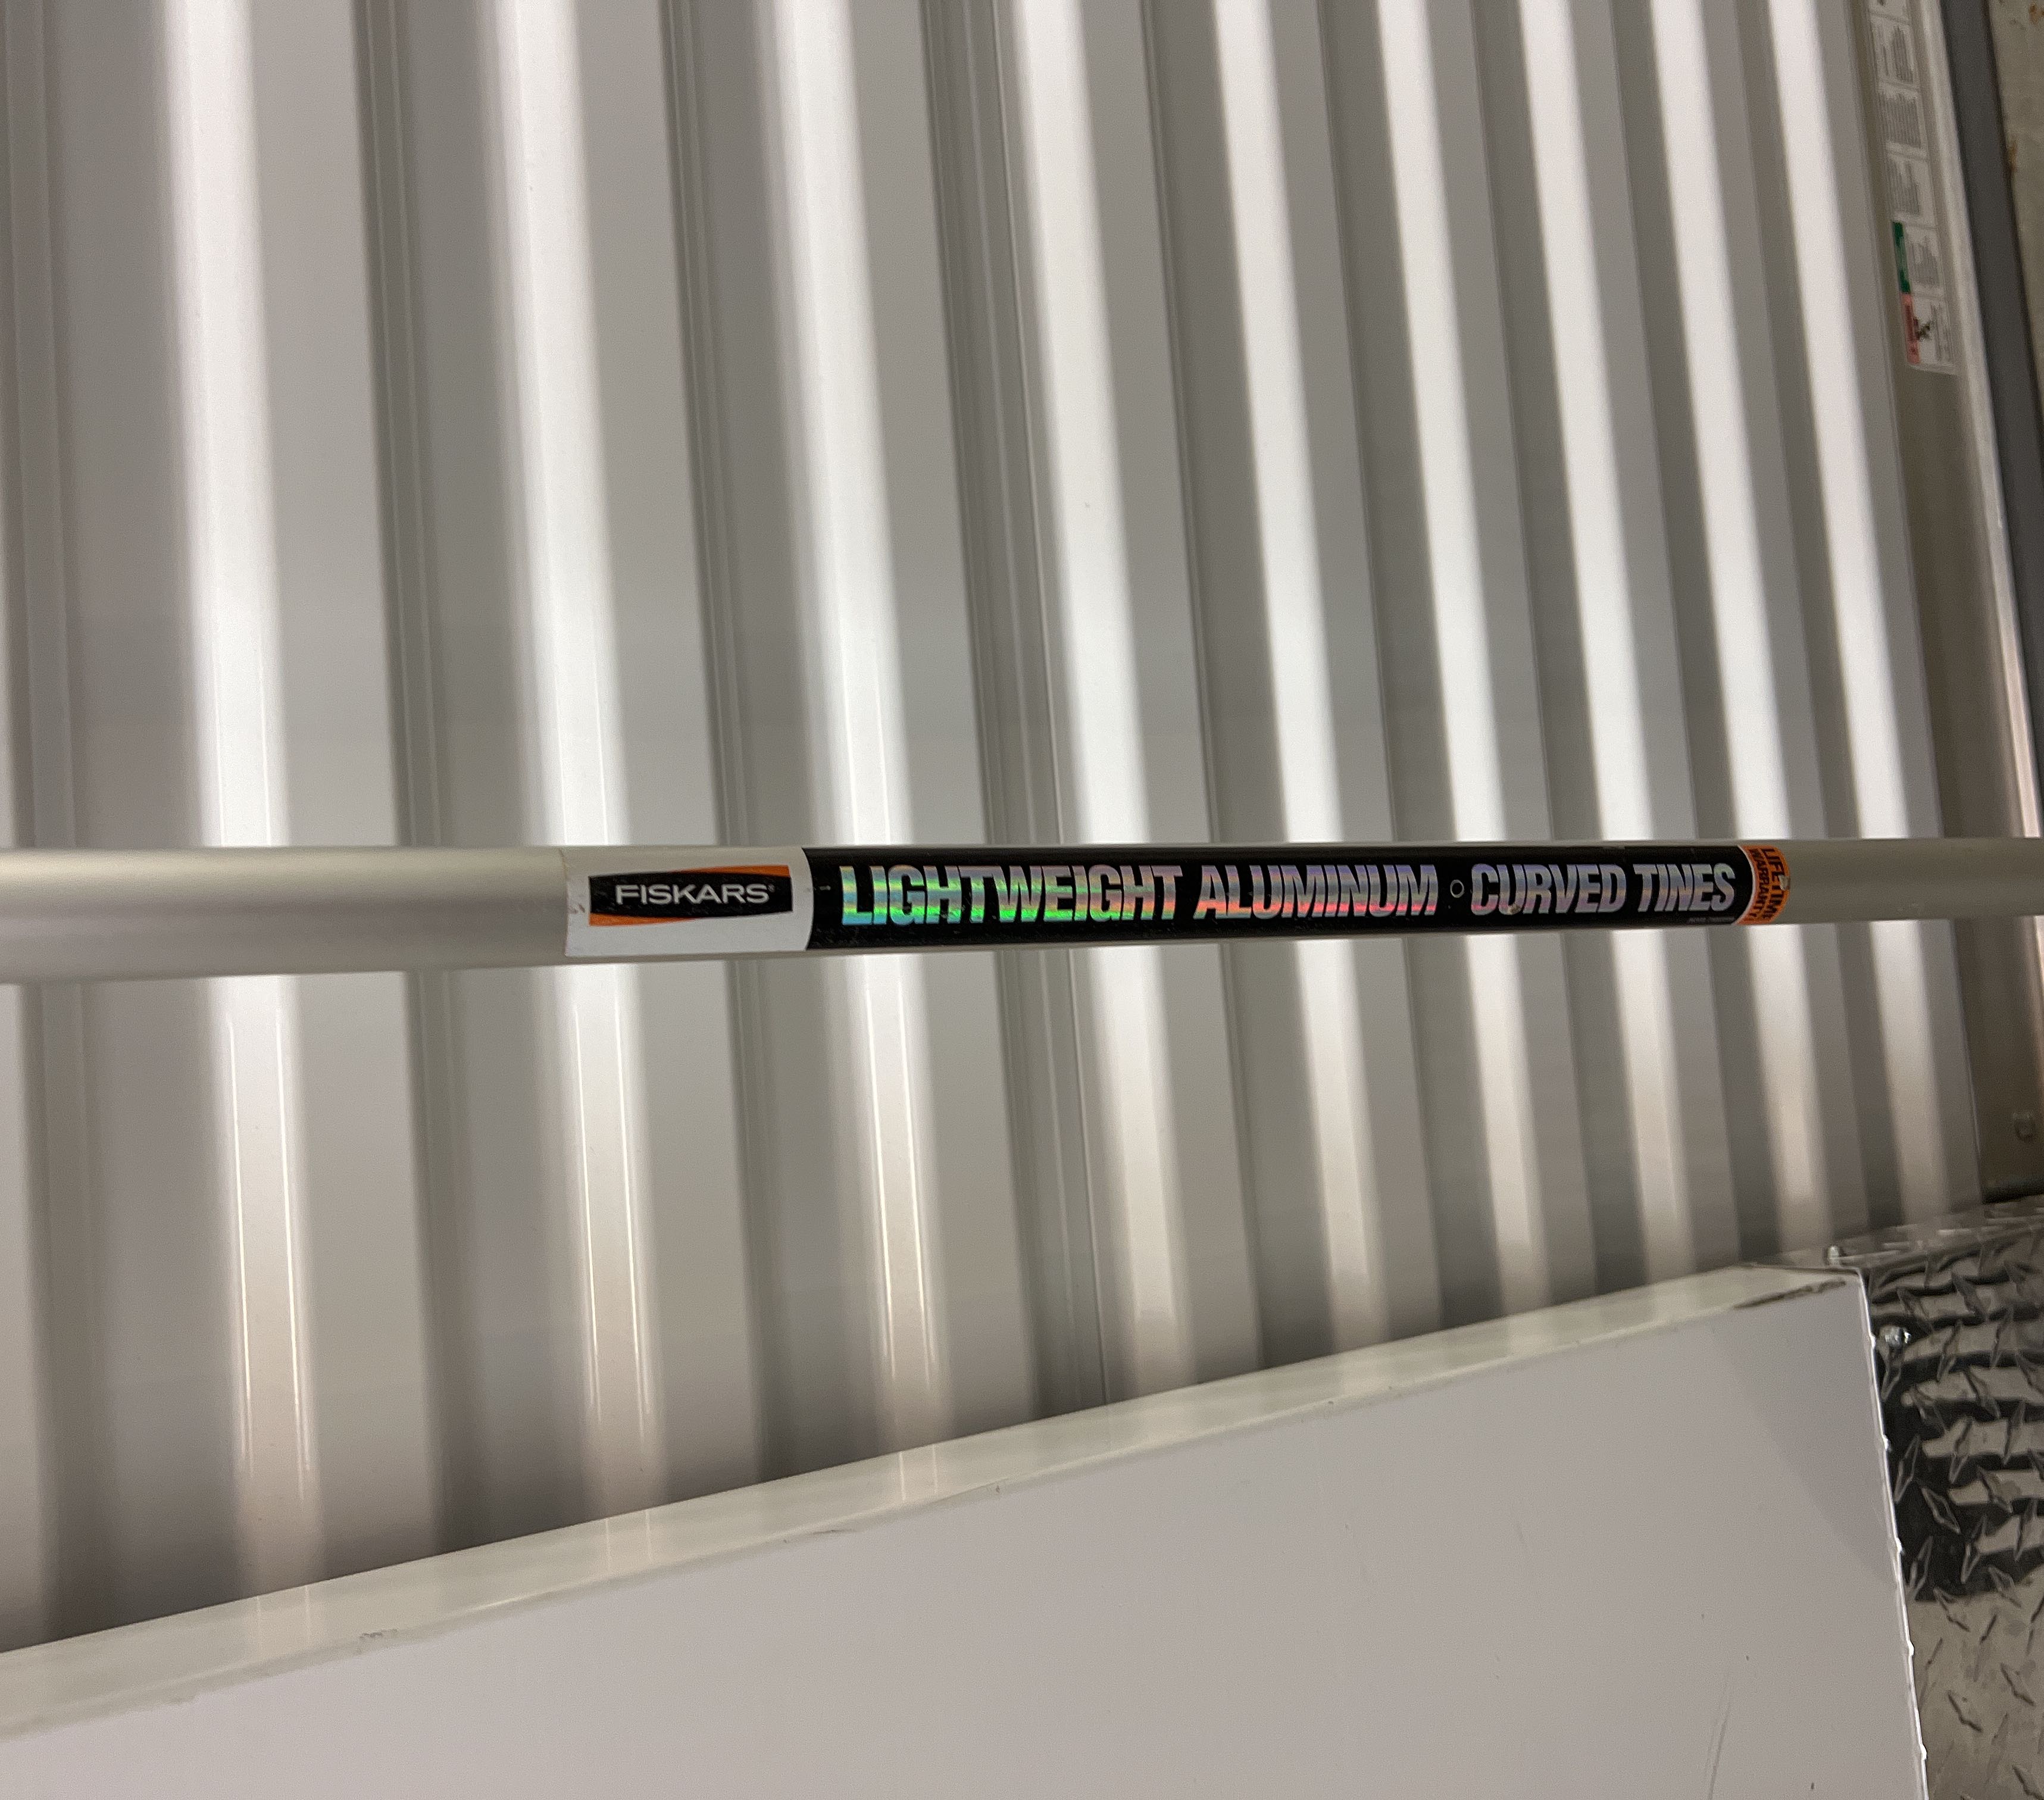 FISKARS®
LIGHTWEIGHT ALUMINUM ○ CURVED TINES
LIFETIME
WARRANTY